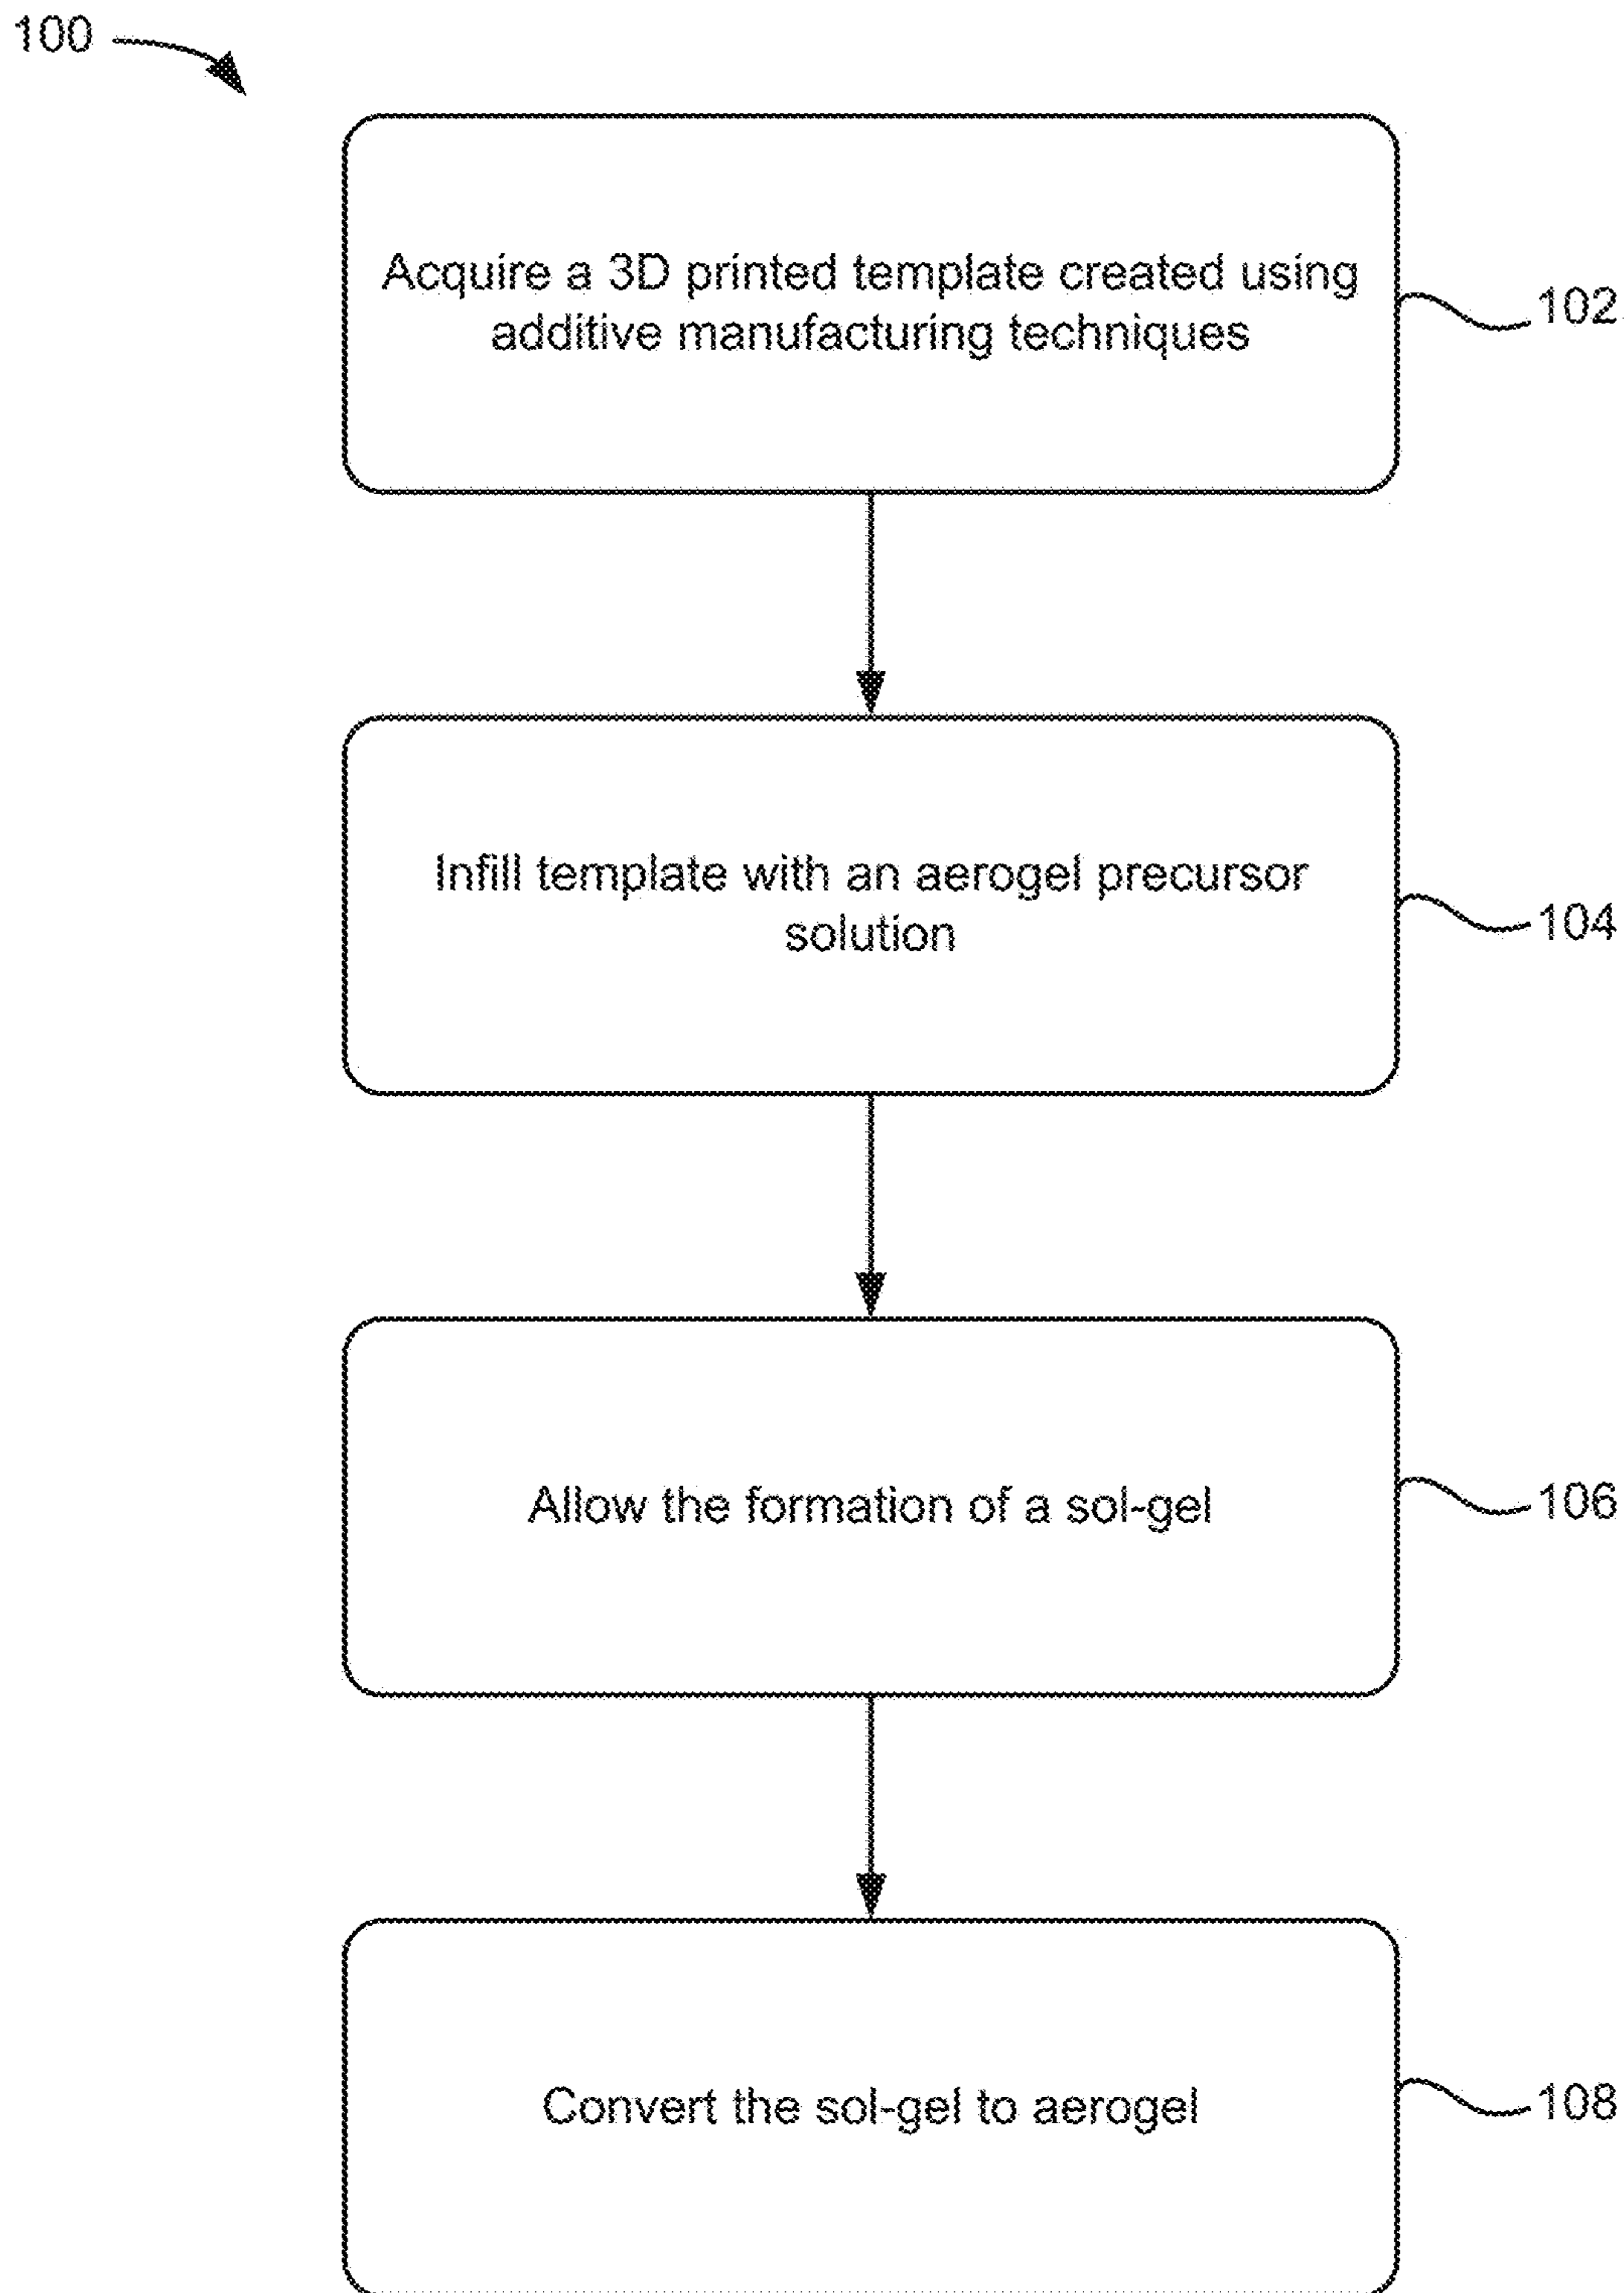 100
Acquire a 3D printed template created using
additive manufacturing techniques
102
Infill template with an aerogel precursor
solution
104
Allow the formation of a sol-gel
106
Convert the sol-gel to aerogel
108